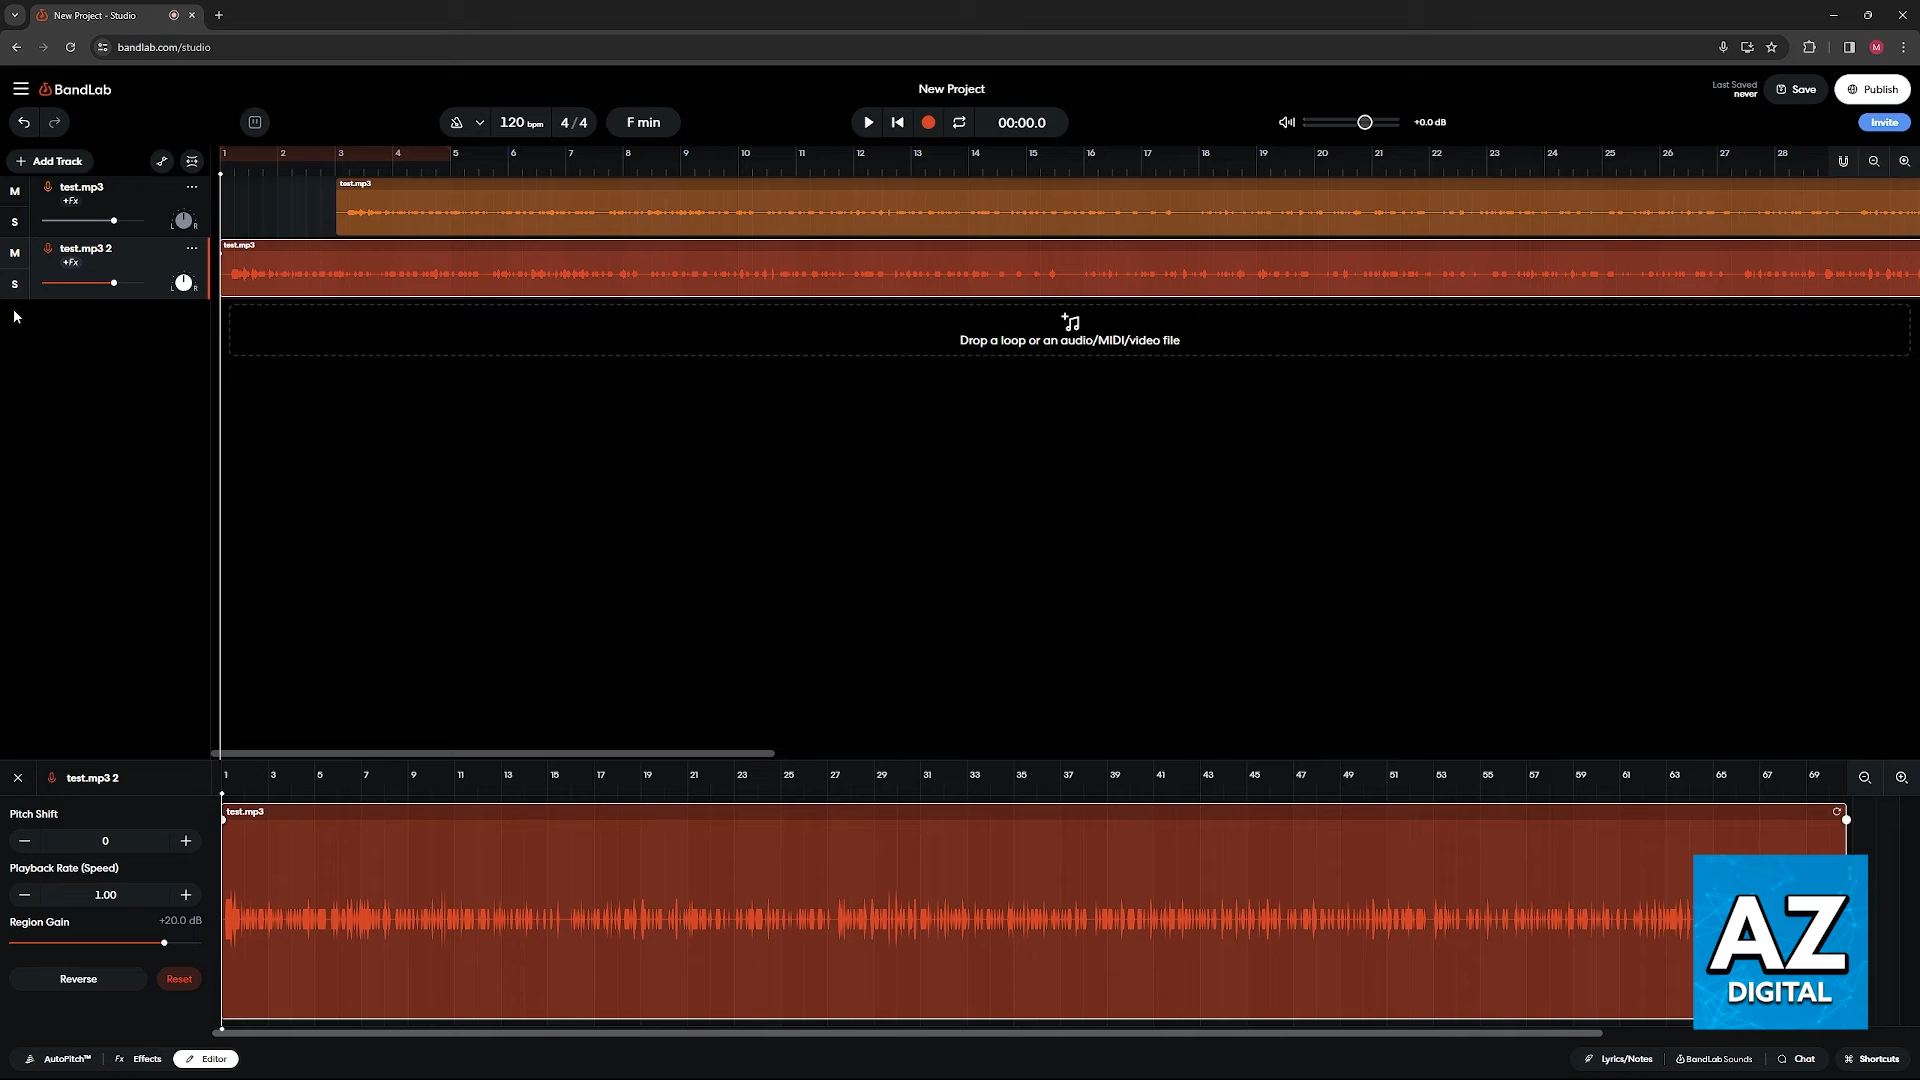 New Project - Studio
bandlab.com/studio
M
BandLab
New Project
Last Saved
never
Save
Publish
120 bpm
4 / 4
F min
00:00.0
+0.0 dB
Invite
+ Add Track
1 2 3 4 5 6 7 8 9 10 11 12 13 14 15 16 17 18 19 20 21 22 23 24 25 26 27 28
M
test.mp3
...
+Fx
S
L R
test.mp3
M
test.mp3 2
...
+Fx
S
L R
test.mp3
Drop a loop or an audio/MIDI/video file
test.mp3 2
1 3 5 7 9 11 13 15 17 19 21 23 25 27 29 31 33 35 37 39 41 43 45 47 49 51 53 55 57 59 61 63 65 67 69
Pitch Shift
0
Playback Rate (Speed)
1.00
Region Gain
+20.0 dB
Reverse
Reset
test.mp3
AZ
DIGITAL
AutoPitch™
Fx Effects
Editor
Lyrics/Notes
BandLab Sounds
Chat
Shortcuts